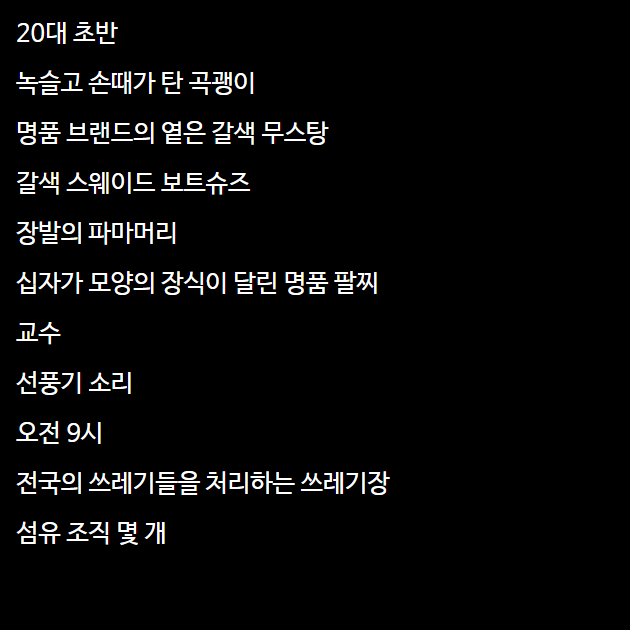 20대 초반
녹슬고 손때가 탄 곡괭이
명품 브랜드의 옅은 갈색 무스탕
갈색 스웨이드 보트슈즈
장발의 파마머리
십자가 모양의 장식이 달린 명품 팔찌
교수
선풍기 소리
오전 9시
전국의 쓰레기들을 처리하는 쓰레기장
섬유 조직 몇 개